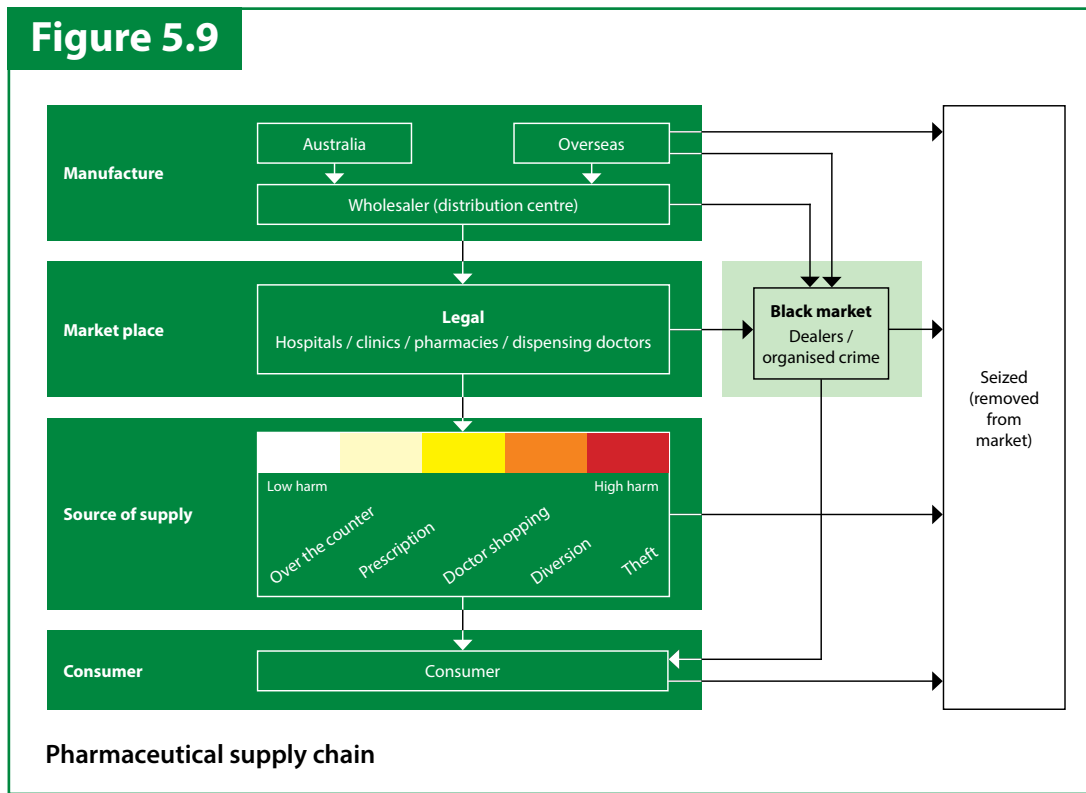 Figure 5.9
Manufacture
Australia
Overseas
Wholesaler (distribution centre)
Market place
Legal
Hospitals / clinics / pharmacies / dispensing doctors
Black market
Dealers /
organised crime
Seized
(removed
from
market)
Source of supply
Low harm
High harm
Over the counter
Prescription
Doctor shopping
Diversion
Theft
Consumer
Consumer
Pharmaceutical supply chain